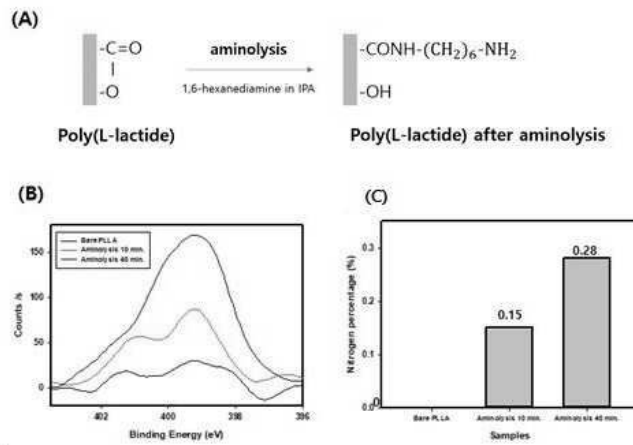 (A)
-C=O
-O
aminolysis
1,6-hexanediamine in IPA
-CONH-(CH₂)₆-NH₂
-OH
Poly(L-lactide)
Poly(L-lactide) after aminolysis
(B)
Bare PLLA
Aminolysis 10 min.
Aminolysis 40 min.
150
100
50
0
Counts /s
402
400
398
396
Binding Energy (eV)
(C)
0.3
0.2
0.1
0.0
0
Nitrogen percentage (%)
0.15
0.28
Bare PLLA
Aminolysis 10 min.
Aminolysis 40 min.
Samples